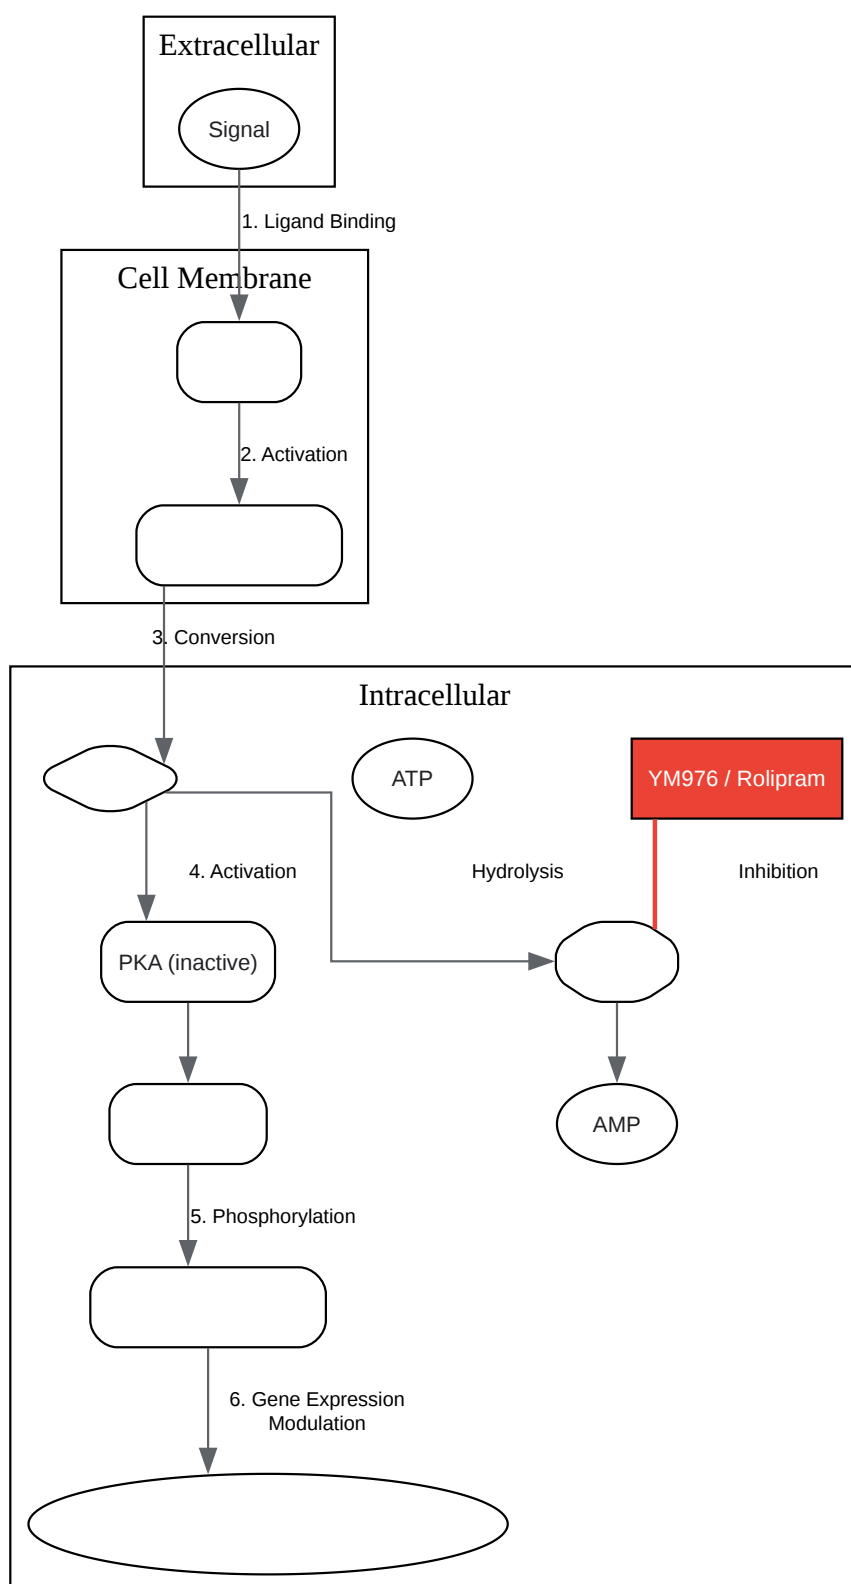 Extracellular
Signal
1. Ligand Binding
Cell Membrane
2. Activation
3. Conversion
Intracellular
ATP
YM976 / Rolipram
4. Activation
Hydrolysis
Inhibition
PKA (inactive)
AMP
5. Phosphorylation
6. Gene Expression
Modulation